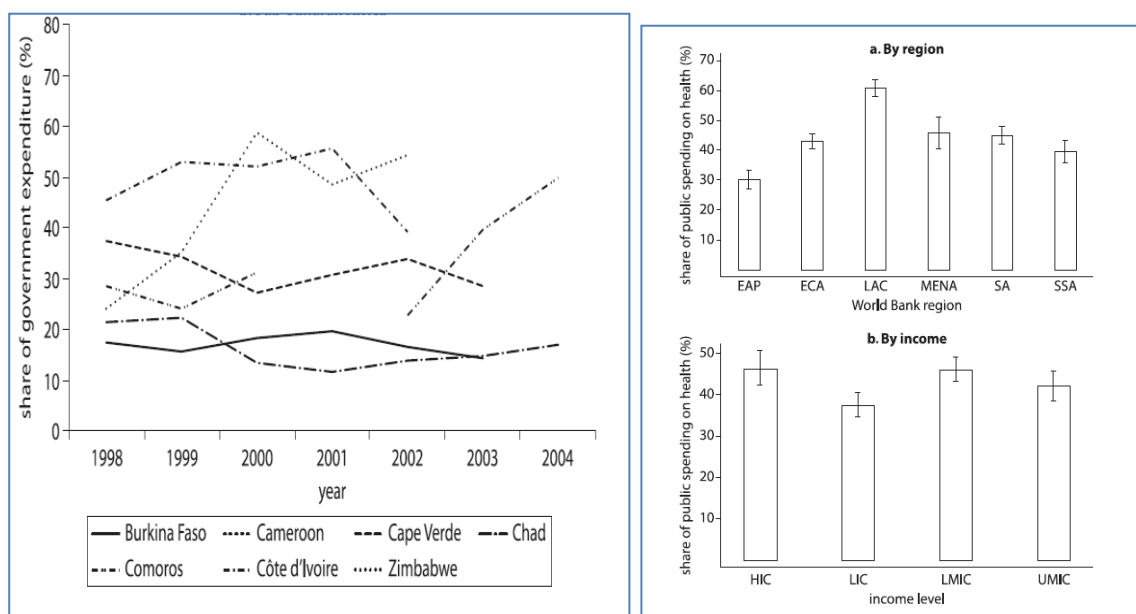 share of government expenditure (%)
80
70
60
50
40
30
20
10
0
1998 1999 2000 2001 2002 2003 2004
year
Burkina Faso Cameroon Cape Verde Chad
Comoros Côte d'Ivoire Zimbabwe
a. By region
share of public spending on health (%)
70
60
50
40
30
20
10
EAP ECA LAC MENA SA SSA
World Bank region
b. By income
share of public spending on health (%)
50
40
30
20
10
HIC LIC LMIC UMIC
income level